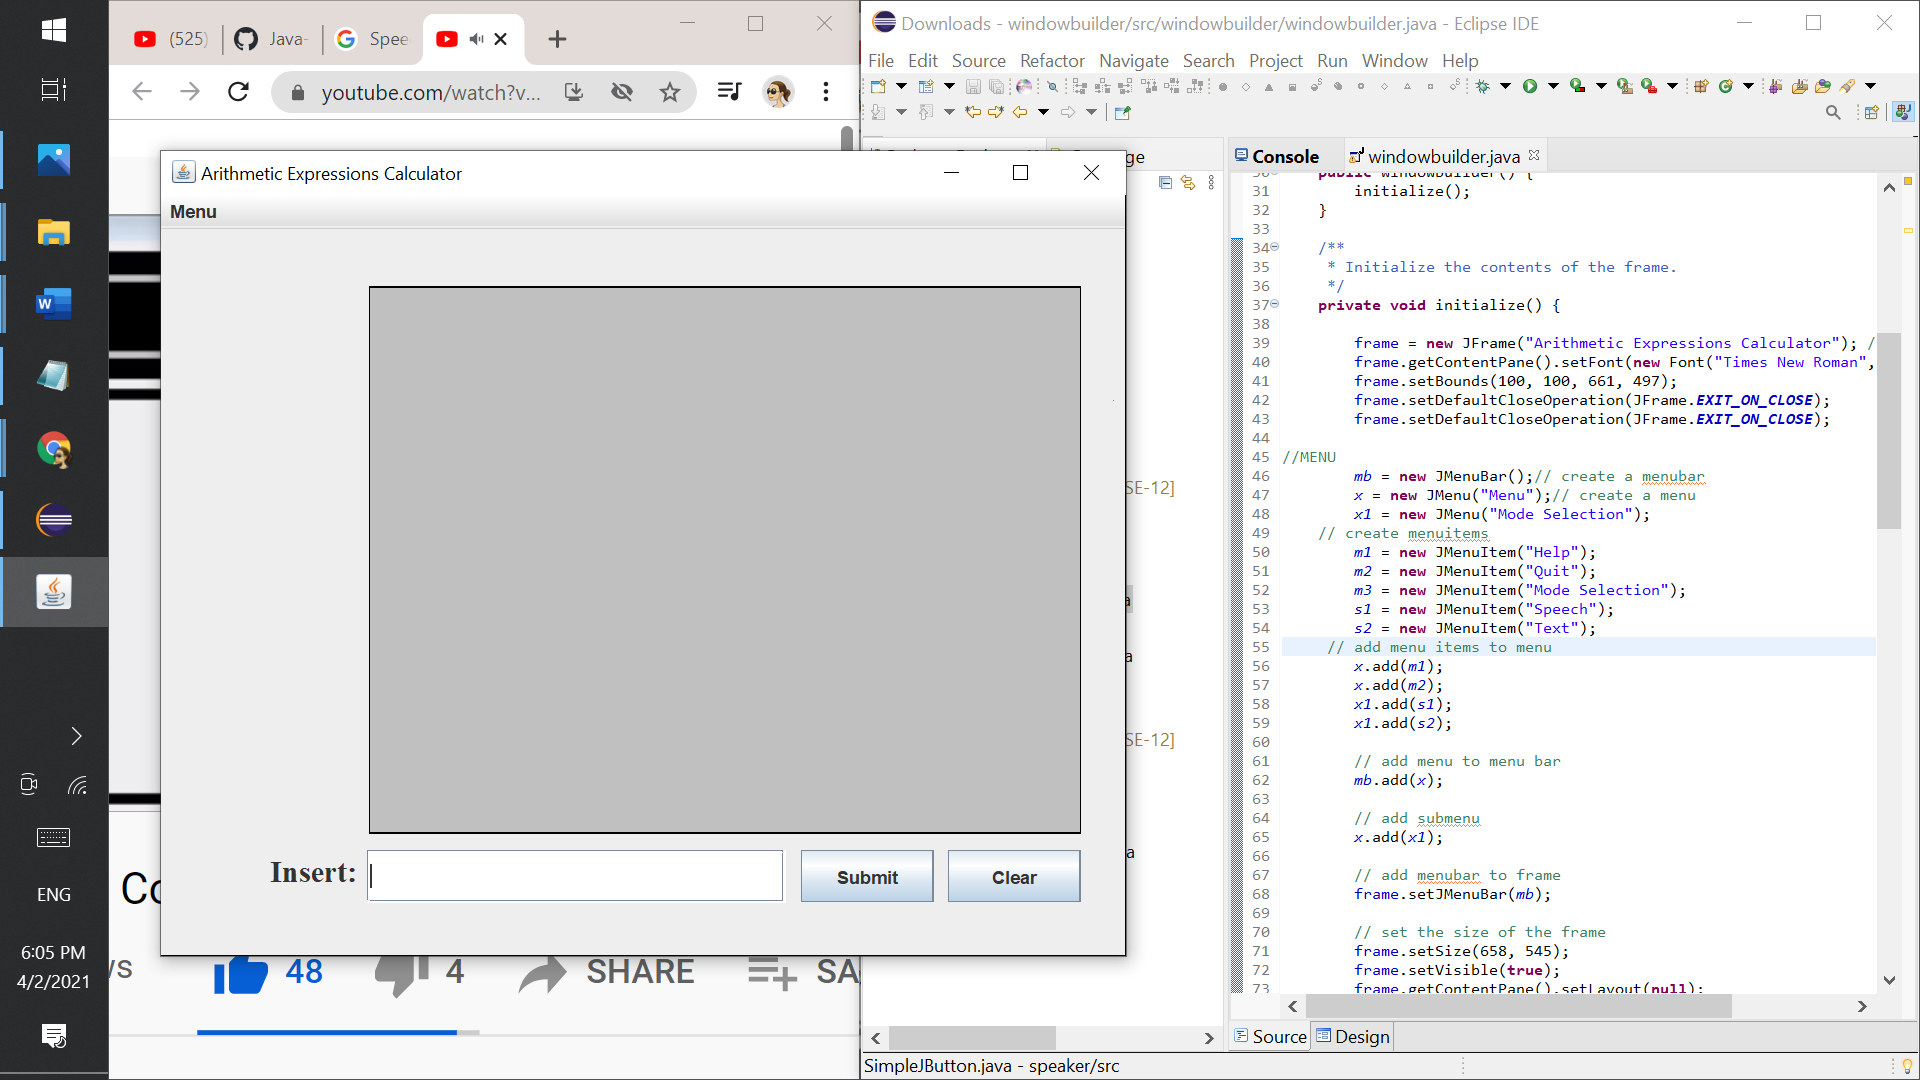 (525)
Java-
Spee
youtube.com/watch?v...
Arithmetic Expressions Calculator
Menu
Insert:
Submit
Clear
48
4
SHARE
ENG
6:05 PM
4/2/2021
Downloads - windowbuilder/src/windowbuilder/windowbuilder.java - Eclipse IDE
File Edit Source Refactor Navigate Search Project Run Window Help
SE-12]
SE-12]
Console
windowbuilder.java
30 public windowbuilder() {
31 initialize();
32 }
33
34 /**
35 * Initialize the contents of the frame.
36 */
37 private void initialize() {
38
39 frame = new JFrame("Arithmetic Expressions Calculator"); /
40 frame.getContentPane().setFont(new Font("Times New Roman",
41 frame.setBounds(100, 100, 661, 497);
42 frame.setDefaultCloseOperation(JFrame.EXIT_ON_CLOSE);
43 frame.setDefaultCloseOperation(JFrame.EXIT_ON_CLOSE);
44
45 //MENU
46 mb = new JMenuBar();// create a menubar
47 x = new JMenu("Menu");// create a menu
48 x1 = new JMenu("Mode Selection");
49 // create menuitems
50 m1 = new JMenuItem("Help");
51 m2 = new JMenuItem("Quit");
52 m3 = new JMenuItem("Mode Selection");
53 s1 = new JMenuItem("Speech");
54 s2 = new JMenuItem("Text");
55 // add menu items to menu
56 x.add(m1);
57 x.add(m2);
58 x1.add(s1);
59 x1.add(s2);
60
61 // add menu to menu bar
62 mb.add(x);
63
64 // add submenu
65 x.add(x1);
66
67 // add menubar to frame
68 frame.setJMenuBar(mb);
69
70 // set the size of the frame
71 frame.setSize(658, 545);
72 frame.setVisible(true);
73 frame.getContentPane().setLayout(null);
Source
Design
SimpleJButton.java - speaker/src